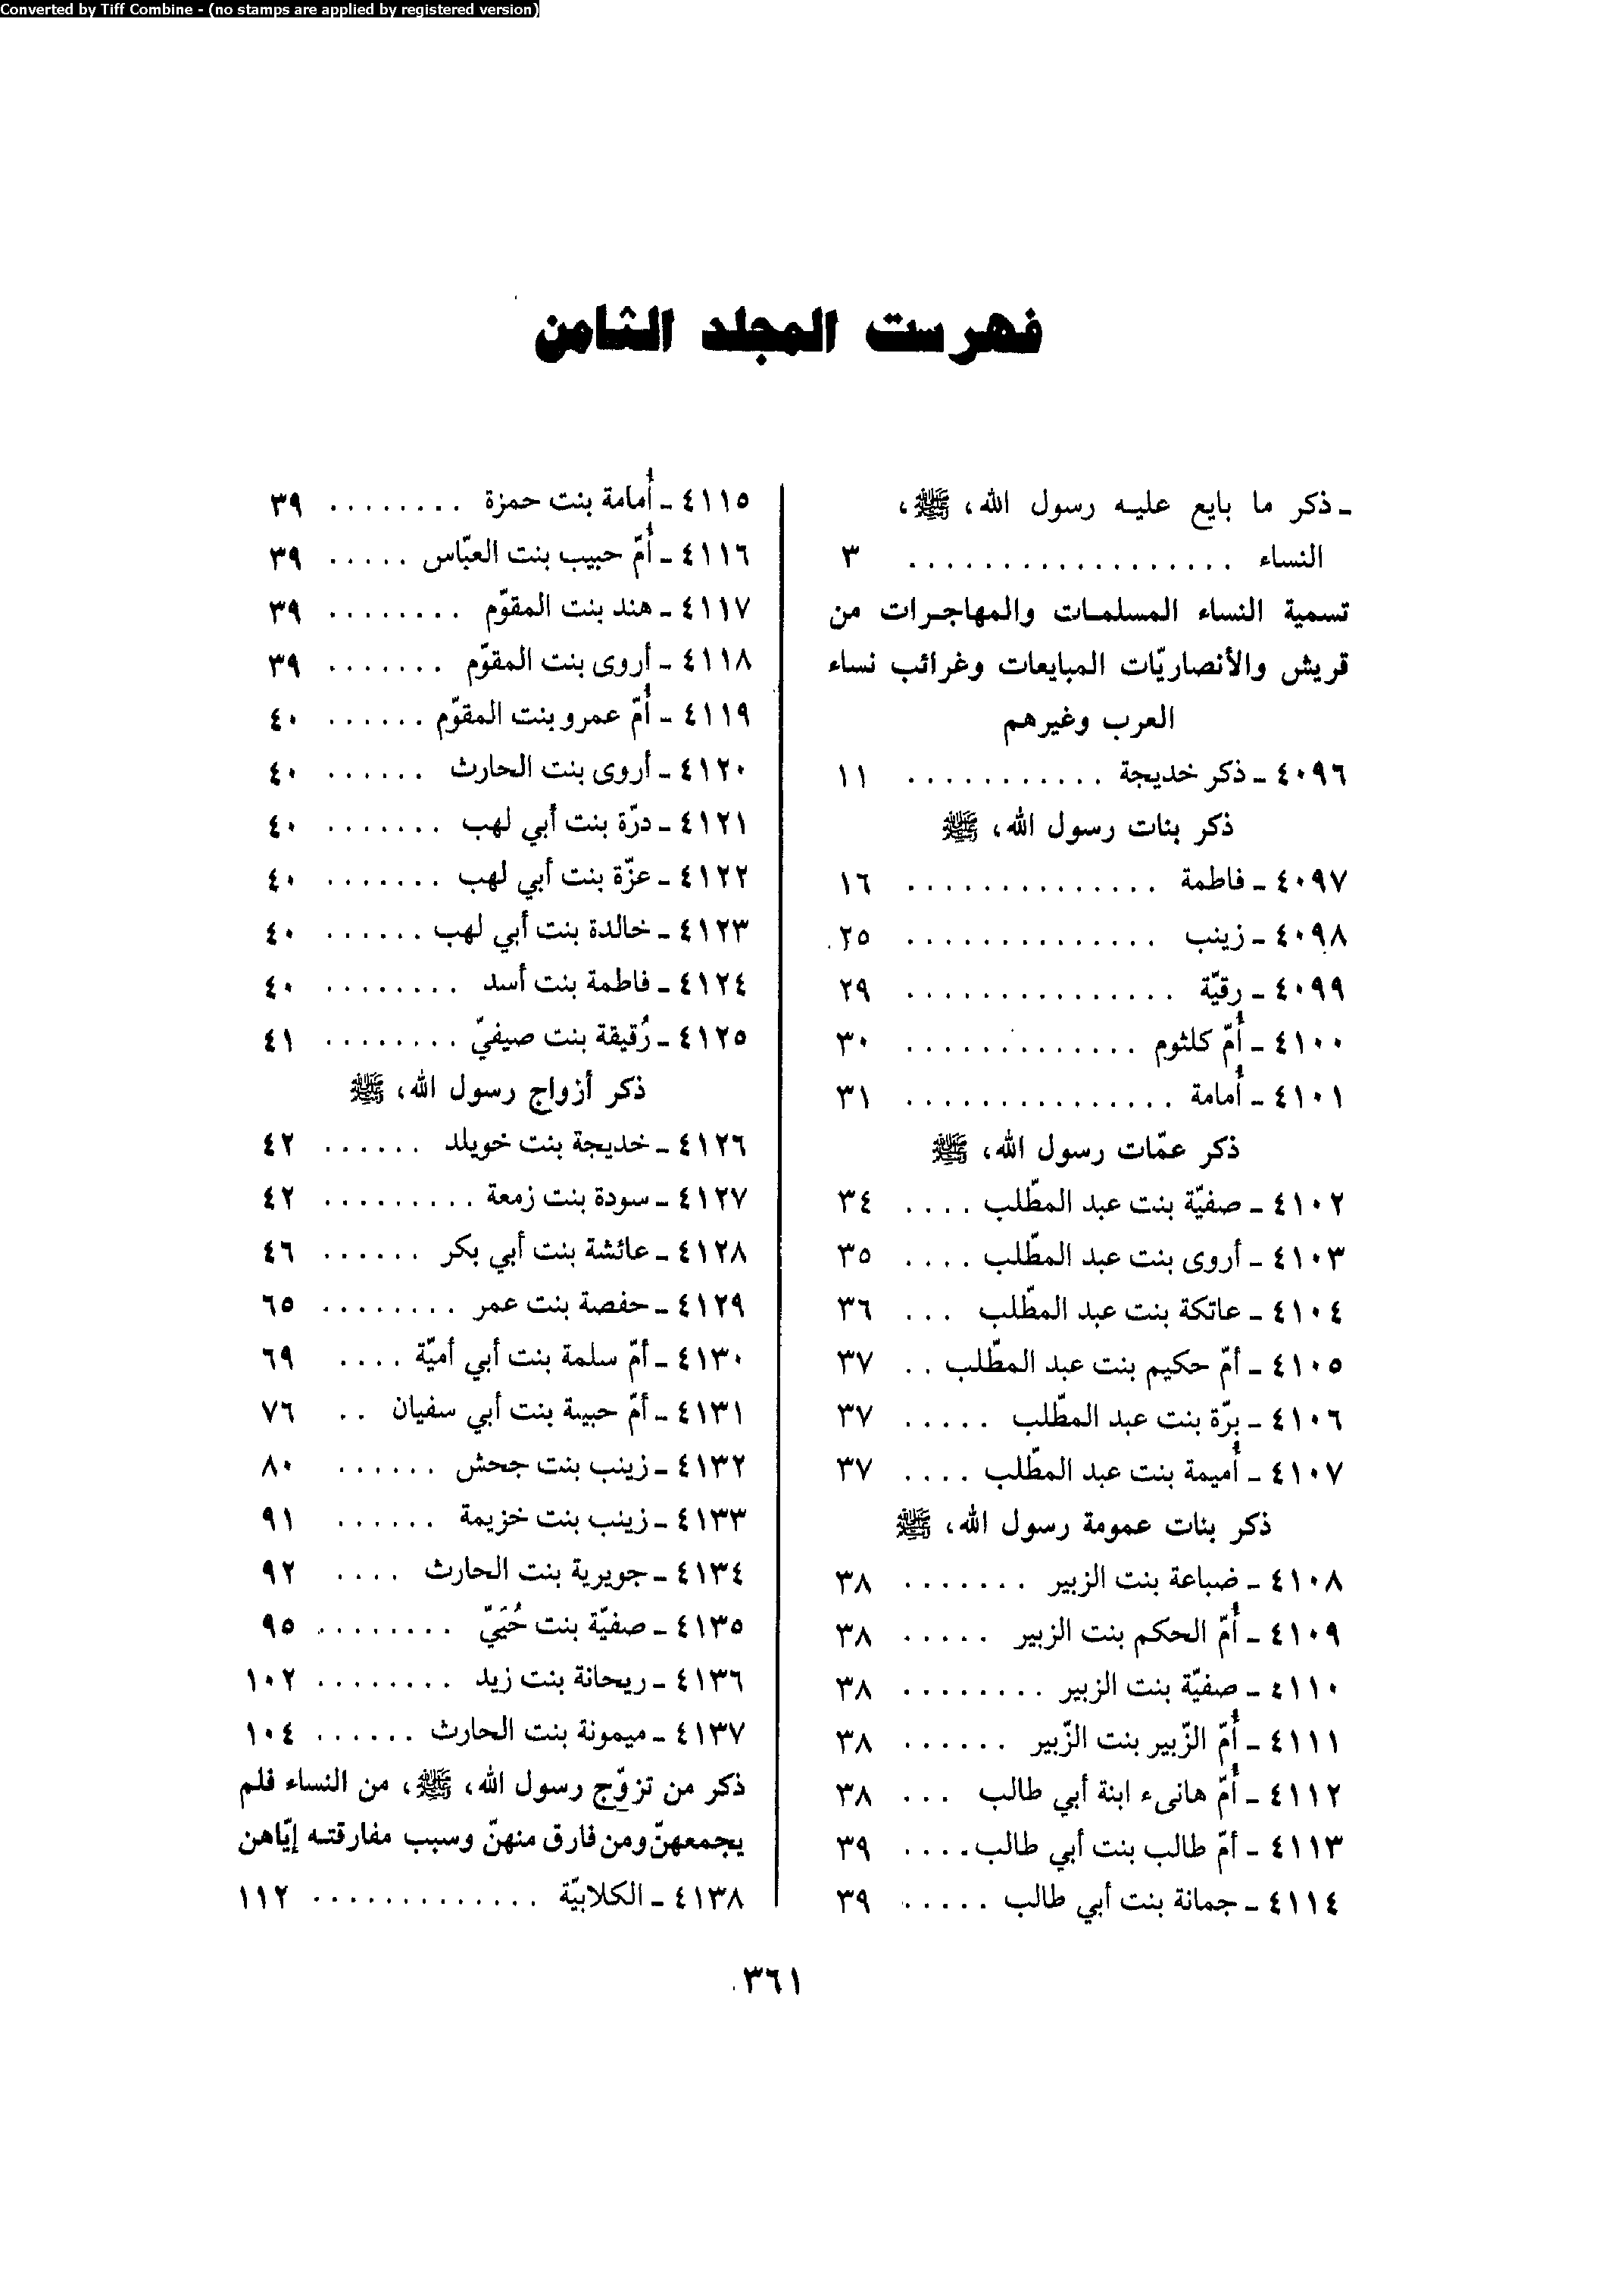 Converted by Tiff Combine - (no stamps are applied by registered version)
فهرست المجلد الثامن
ـ ذكر ما بايع عليه رسول الله، ﷺ،
النساء . . . . . . . . . . . . . . . . . ٣
تسمية النساء المسلمات والمهاجرات من
قريش والأنصاريّات المبايعات وغرائب نساء
العرب وغيرهم
٤٠٩٦ ـ ذكر خديجة . . . . . . . . . . . ١١
ذكر بنات رسول الله، ﷺ
٤٠٩٧ ـ فاطمة . . . . . . . . . . . . . . ١٦
٤٠٩٨ ـ زينب . . . . . . . . . . . . . . ٢٥
٤٠٩٩ ـ رقيّة . . . . . . . . . . . . . . . ٢٩
٤١٠٠ ـ أُمّ كلثوم . . . . . . . . . . . . . ٣٠
٤١٠١ ـ أُمامة . . . . . . . . . . . . . . . ٣١
ذكر عمّات رسول الله، ﷺ
٤١٠٢ ـ صفيّة بنت عبد المطّلب . . . . ٣٤
٤١٠٣ ـ أروى بنت عبد المطّلب . . . . ٣٥
٤١٠٤ ـ عاتكة بنت عبد المطّلب . . . ٣٦
٤١٠٥ ـ أمّ حكيم بنت عبد المطّلب . . ٣٧
٤١٠٦ ـ برّة بنت عبد المطّلب . . . . . ٣٧
٤١٠٧ ـ أُميمة بنت عبد المطّلب . . . . ٣٧
ذكر بنات عمومة رسول الله، ﷺ
٤١٠٨ ـ ضباعة بنت الزبير . . . . . . . ٣٨
٤١٠٩ ـ أُمّ الحكم بنت الزبير . . . . . ٣٨
٤١١٠ ـ صفيّة بنت الزبير . . . . . . . . ٣٨
٤١١١ ـ أُمّ الزّبير بنت الزّبير . . . . . . ٣٨
٤١١٢ ـ أُمّ هانىء ابنة أبي طالب . . . ٣٨
٤١١٣ ـ أمّ طالب بنت أبي طالب . . . . ٣٩
٤١١٤ ـ جمانة بنت أبي طالب . . . . . ٣٩
٤١١٥ ـ أُمامة بنت حمزة . . . . . . . . ٣٩
٤١١٦ ـ أُمّ حبيب بنت العبّاس . . . . . ٣٩
٤١١٧ ـ هند بنت المقوّم . . . . . . . . ٣٩
٤١١٨ ـ أروى بنت المقوّم . . . . . . . ٣٩
٤١١٩ ـ أُمّ عمرو بنت المقوّم . . . . . . ٤٠
٤١٢٠ ـ أروى بنت الحارث . . . . . . ٤٠
٤١٢١ ـ درّة بنت أبي لهب . . . . . . . ٤٠
٤١٢٢ ـ عزّة بنت أبي لهب . . . . . . . ٤٠
٤١٢٣ ـ خالدة بنت أبي لهب . . . . . . ٤٠
٤١٢٤ ـ فاطمة بنت أسد . . . . . . . . ٤٠
٤١٢٥ ـ رُقيقة بنت صيفيّ . . . . . . . . ٤١
ذكر أزواج رسول الله، ﷺ
٤١٢٦ ـ خديجة بنت خويلد . . . . . . ٤٢
٤١٢٧ ـ سودة بنت زمعة . . . . . . . . . ٤٢
٤١٢٨ ـ عائشة بنت أبي بكر . . . . . . ٤٦
٤١٢٩ ـ حفصة بنت عمر . . . . . . . . ٦٥
٤١٣٠ ـ أمّ سلمة بنت أبي أميّة . . . . ٦٩
٤١٣١ ـ أمّ حبيبة بنت أبي سفيان . . ٧٦
٤١٣٢ ـ زينب بنت جحش . . . . . . ٨٠
٤١٣٣ ـ زينب بنت خزيمة . . . . . . ٩١
٤١٣٤ ـ جويرية بنت الحارث . . . . ٩٢
٤١٣٥ ـ صفيّة بنت حُيَيّ . . . . . . . . ٩٥
٤١٣٦ ـ ريحانة بنت زيد . . . . . . . . ١٠٢
٤١٣٧ ـ ميمونة بنت الحارث . . . . . . ١٠٤
ذكر من تزوّج رسول الله، ﷺ، من النساء فلم
يجمعهنّ ومن فارق منهنّ وسبب مفارقته إيّاهن
٤١٣٨ ـ الكلابيّة . . . . . . . . . . . . . ١١٢
٣٦١